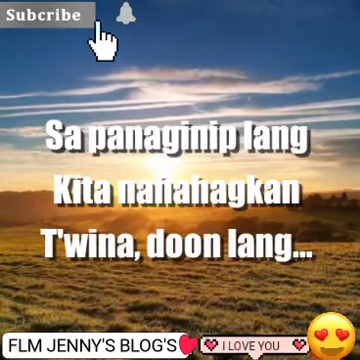 Subcribe
Sa panaginip lang
Kita nahahagkan
T'wina, doon lang...
FLM JENNY'S BLOG'S
I LOVE YOU